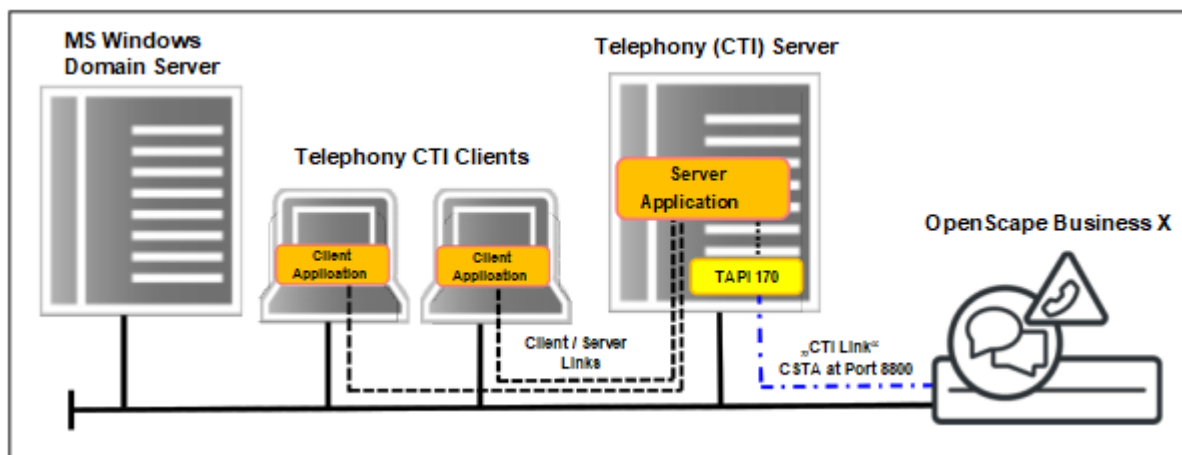 MS Windows
Domain Server
Telephony (CTI) Server
Telephony CTI Clients
Server
Application
OpenScape Business X
Client
Application
Client
Application
TAPI 170
Client / Server
Links
„CTI Link“
CSTA at Port 8800